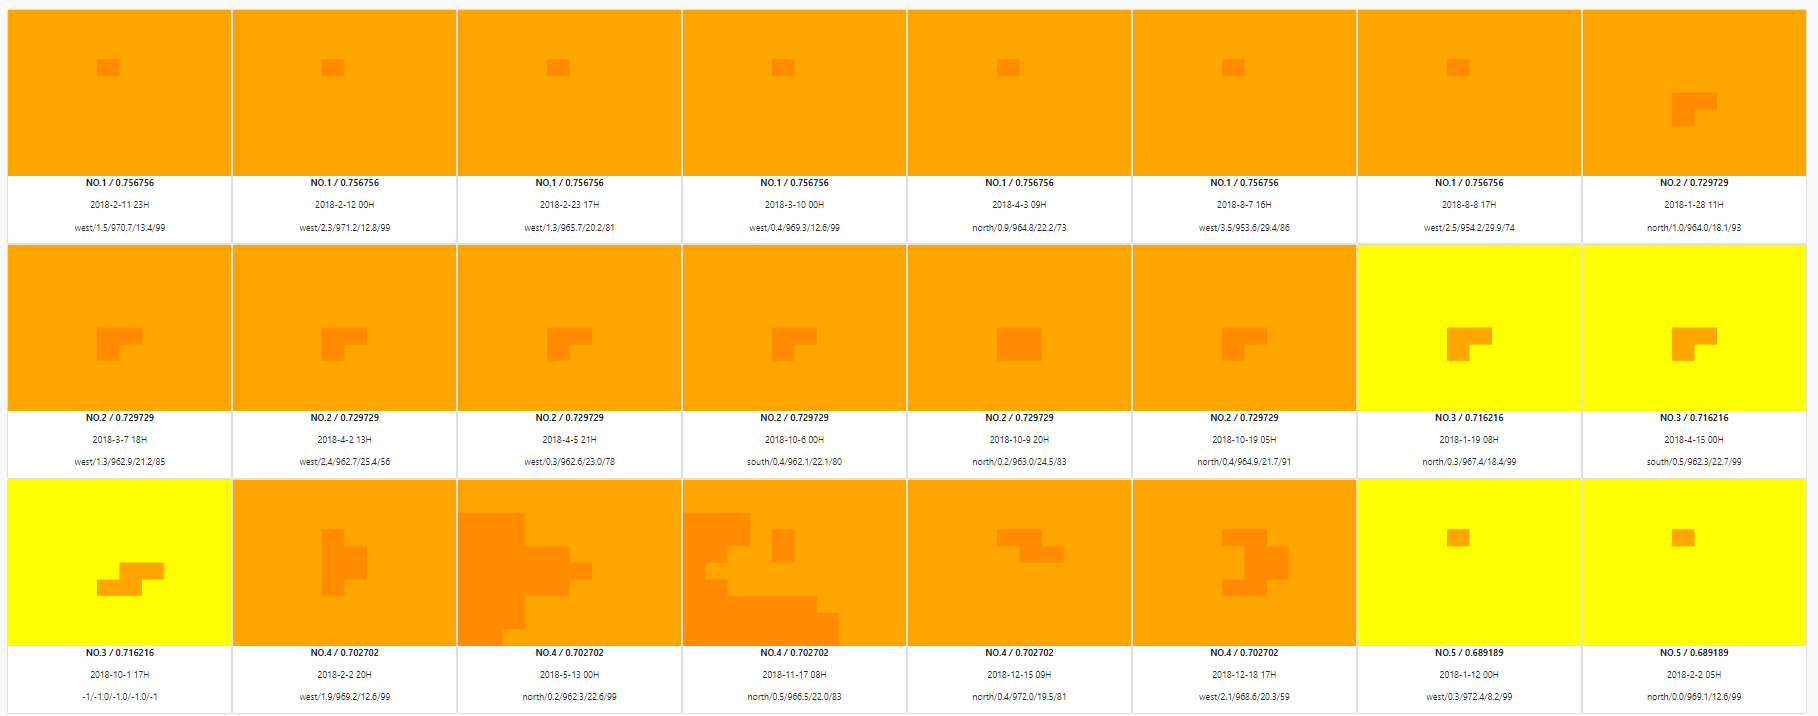 NO.1 / 0.756756
2018-2-11 23H
west/1.5/970.7/13.4/99
NO.1 / 0.756756
2018-2-12 00H
west/2.3/971.2/12.8/99
NO.1 / 0.756756
2018-2-23 17H
west/1.3/965.7/20.2/81
NO.1 / 0.756756
2018-3-10 00H
west/0.4/969.3/12.6/99
NO.1 / 0.756756
2018-4-3 09H
north/0.9/964.8/22.2/73
NO.1 / 0.756756
2018-8-7 16H
west/3.5/953.6/29.4/86
NO.1 / 0.756756
2018-8-8 17H
west/2.5/954.2/29.9/74
NO.2 / 0.729729
2018-1-28 11H
north/1.0/964.0/18.1/93
NO.2 / 0.729729
2018-3-7 18H
west/1.3/962.9/21.2/85
NO.2 / 0.729729
2018-4-2 13H
west/2.4/962.7/25.4/56
NO.2 / 0.729729
2018-4-5 21H
west/0.3/962.6/23.0/78
NO.2 / 0.729729
2018-10-6 00H
south/0.4/962.1/22.1/80
NO.2 / 0.729729
2018-10-9 20H
north/0.2/963.0/24.5/83
NO.2 / 0.729729
2018-10-19 05H
north/0.4/964.9/21.7/91
NO.3 / 0.716216
2018-1-19 08H
north/0.3/967.4/18.4/99
NO.3 / 0.716216
2018-4-15 00H
south/0.5/962.3/22.7/99
NO.3 / 0.716216
2018-10-1 17H
-1/-1.0/-1.0/-1.0/-1
NO.4 / 0.702702
2018-2-2 20H
west/1.9/969.2/12.6/99
NO.4 / 0.702702
2018-5-13 00H
north/0.2/962.3/22.6/99
NO.4 / 0.702702
2018-11-17 08H
north/0.5/966.5/22.0/83
NO.4 / 0.702702
2018-12-15 09H
north/0.4/972.0/19.5/81
NO.4 / 0.702702
2018-12-18 17H
west/2.1/968.6/20.3/59
NO.5 / 0.689189
2018-1-12 00H
west/0.3/972.4/8.2/99
NO.5 / 0.689189
2018-2-2 05H
north/0.0/969.1/12.6/99